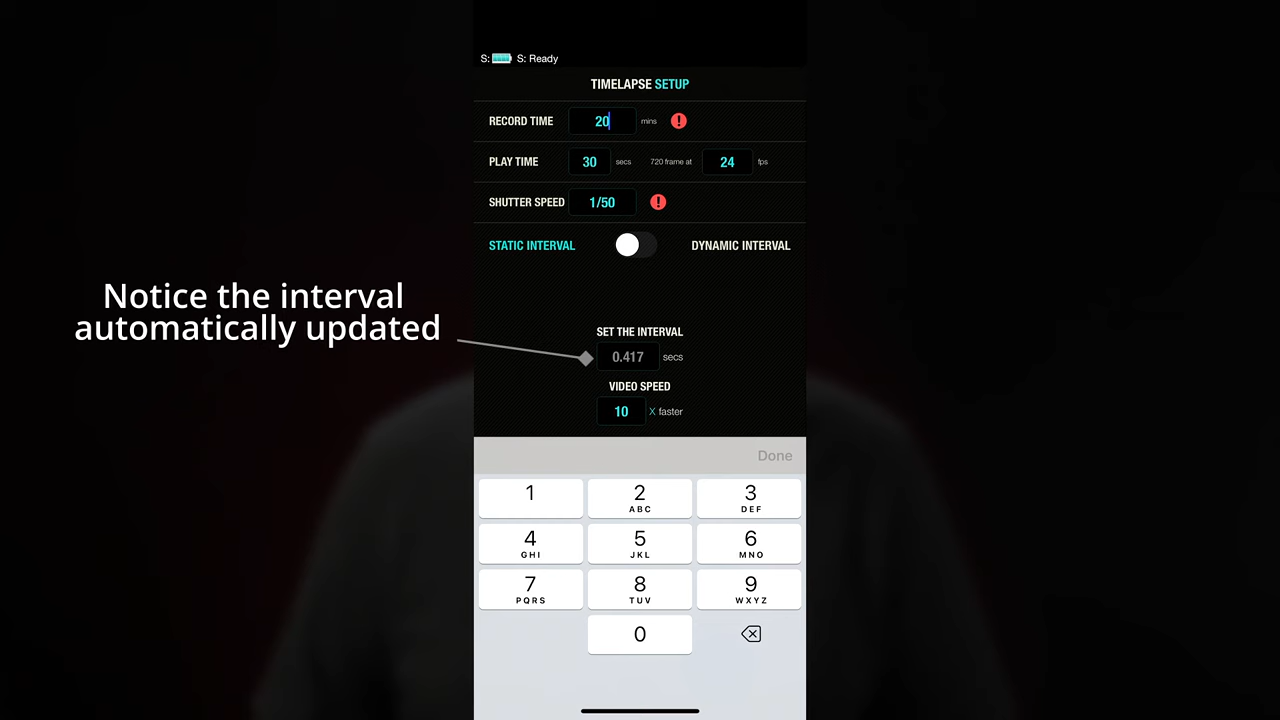 S: S: Ready
TIMELAPSE SETUP
RECORD TIME 20 mins !
PLAY TIME 30 secs 720 frame at 24 fps
SHUTTER SPEED 1/50 !
STATIC INTERVAL DYNAMIC INTERVAL
Notice the interval
automatically updated
SET THE INTERVAL
0.417 secs
VIDEO SPEED
10 X faster
Done
1 2 3
ABC DEF
4 5 6
GHI JKL MNO
7 8 9
PQRS TUV WXYZ
0